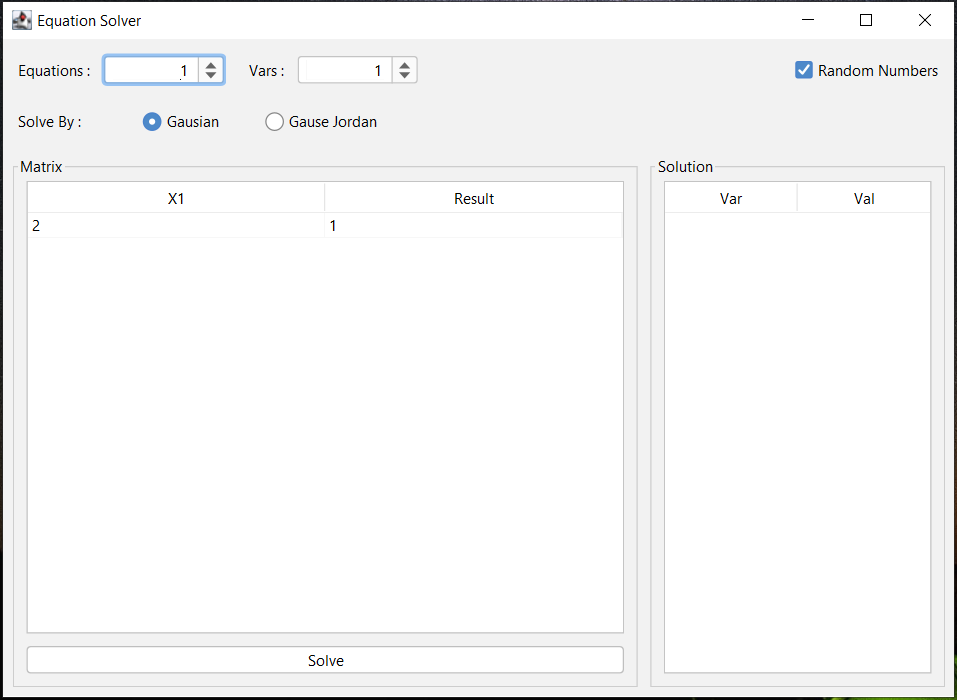 Equation Solver
Equations : 1 Vars : 1 Random Numbers
Solve By : Gausian Gause Jordan
Matrix Solution
X1 Result Var Val
2 1
Solve